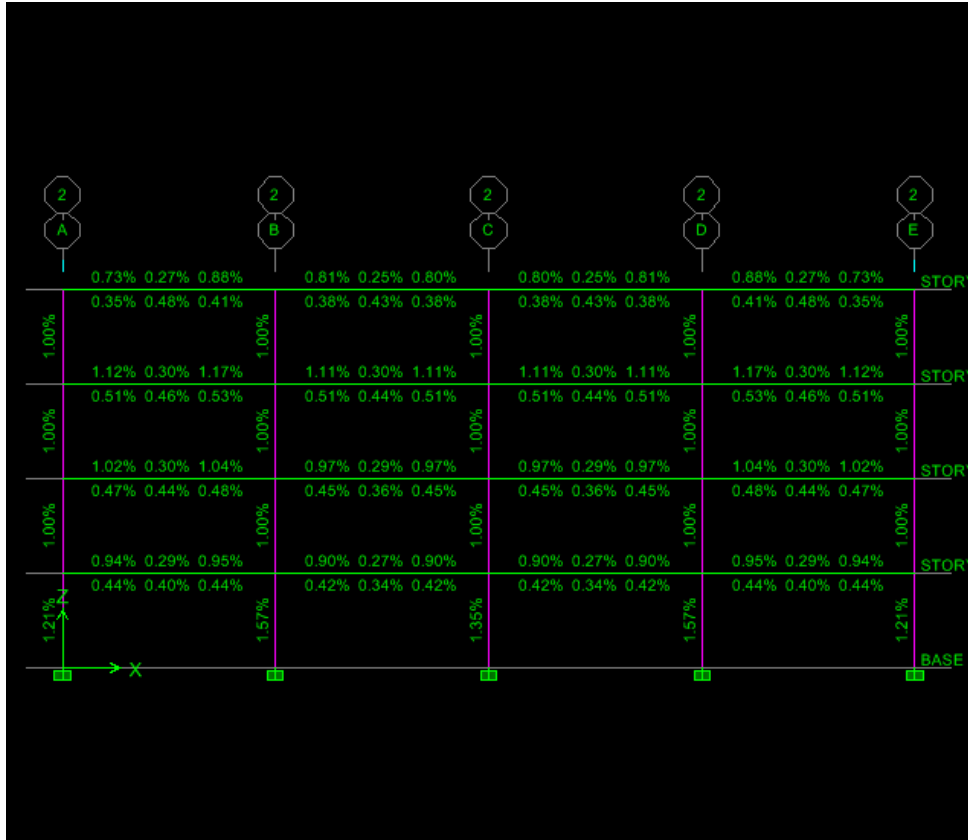 2 2 2 2 2
A B C D E
0.73% 0.27% 0.88% 0.81% 0.25% 0.80% 0.80% 0.25% 0.81% 0.88% 0.27% 0.73%
STORY
0.35% 0.48% 0.41% 0.38% 0.43% 0.38% 0.38% 0.43% 0.38% 0.41% 0.48% 0.35%
1.00% 1.00% 1.00% 1.00% 1.00%
1.12% 0.30% 1.17% 1.11% 0.30% 1.11% 1.11% 0.30% 1.11% 1.17% 0.30% 1.12%
STORY
0.51% 0.46% 0.53% 0.51% 0.44% 0.51% 0.51% 0.44% 0.51% 0.53% 0.46% 0.51%
1.00% 1.00% 1.00% 1.00% 1.00%
1.02% 0.30% 1.04% 0.97% 0.29% 0.97% 0.97% 0.29% 0.97% 1.04% 0.30% 1.02%
STORY
0.47% 0.44% 0.48% 0.45% 0.36% 0.45% 0.45% 0.36% 0.45% 0.48% 0.44% 0.47%
1.00% 1.00% 1.00% 1.00% 1.00%
0.94% 0.29% 0.95% 0.90% 0.27% 0.90% 0.90% 0.27% 0.90% 0.95% 0.29% 0.94%
STORY
0.44% 0.40% 0.44% 0.42% 0.34% 0.42% 0.42% 0.34% 0.42% 0.44% 0.40% 0.44%
Z
1.21% 1.57% 1.35% 1.57% 1.21%
X
BASE